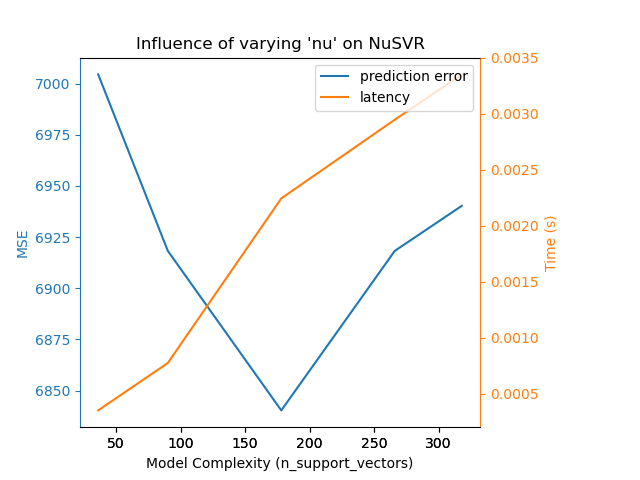 Influence of varying 'nu' on NuSVR
prediction error
latency
7000
6975
6950
6925
6900
6875
6850
MSE
0.0035
0.0030
0.0025
0.0020
0.0015
0.0010
0.0005
Time (s)
50 100 150 200 250 300
Model Complexity (n_support_vectors)